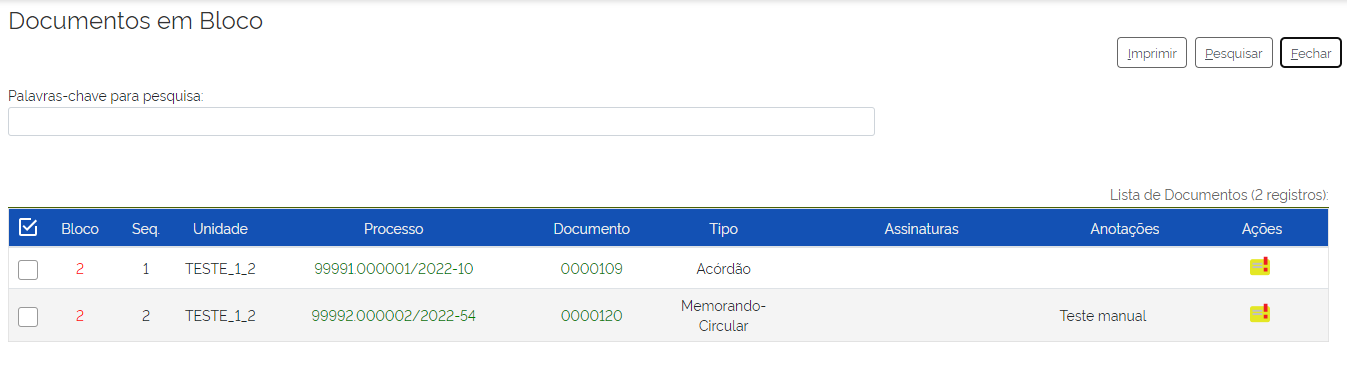 Documentos em Bloco
Imprimir Pesquisar Fechar
Palavras-chave para pesquisa:
Lista de Documentos (2 registros):
Bloco Seq. Unidade Processo Documento Tipo Assinaturas Anotações Ações
2 1 TESTE_1_2 99991.000001/2022-10 0000109 Acórdão
2 2 TESTE_1_2 99992.000002/2022-54 0000120 Memorando-
Circular Teste manual